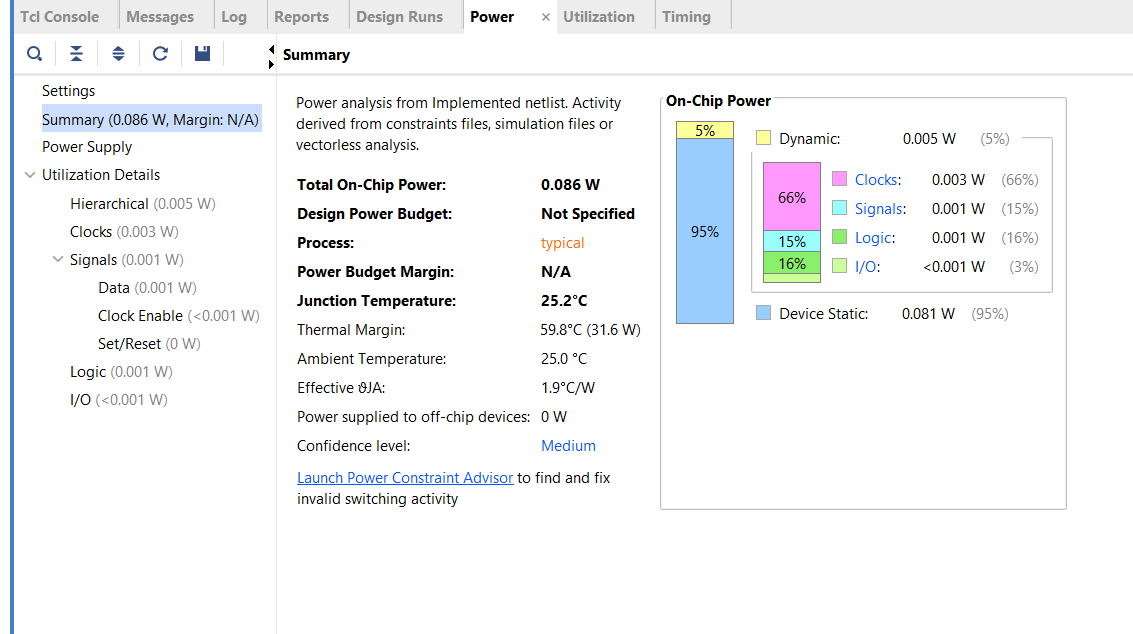 Tcl Console Messages Log Reports Design Runs Power × Utilization Timing
Summary
Settings
Summary (0.086 W, Margin: N/A)
Power Supply
Utilization Details
Hierarchical (0.005 W)
Clocks (0.003 W)
Signals (0.001 W)
Data (0.001 W)
Clock Enable (<0.001 W)
Set/Reset (0 W)
Logic (0.001 W)
I/O (<0.001 W)
Power analysis from Implemented netlist. Activity
derived from constraints files, simulation files or
vectorless analysis.
Total On-Chip Power: 0.086 W
Design Power Budget: Not Specified
Process: typical
Power Budget Margin: N/A
Junction Temperature: 25.2°C
Thermal Margin: 59.8°C (31.6 W)
Ambient Temperature: 25.0 °C
Effective ϑJA: 1.9°C/W
Power supplied to off-chip devices: 0 W
Confidence level: Medium
Launch Power Constraint Advisor to find and fix
invalid switching activity
On-Chip Power
5%
95%
Dynamic: 0.005 W (5%)
66%
15%
16%
Clocks: 0.003 W (66%)
Signals: 0.001 W (15%)
Logic: 0.001 W (16%)
I/O: <0.001 W (3%)
Device Static: 0.081 W (95%)